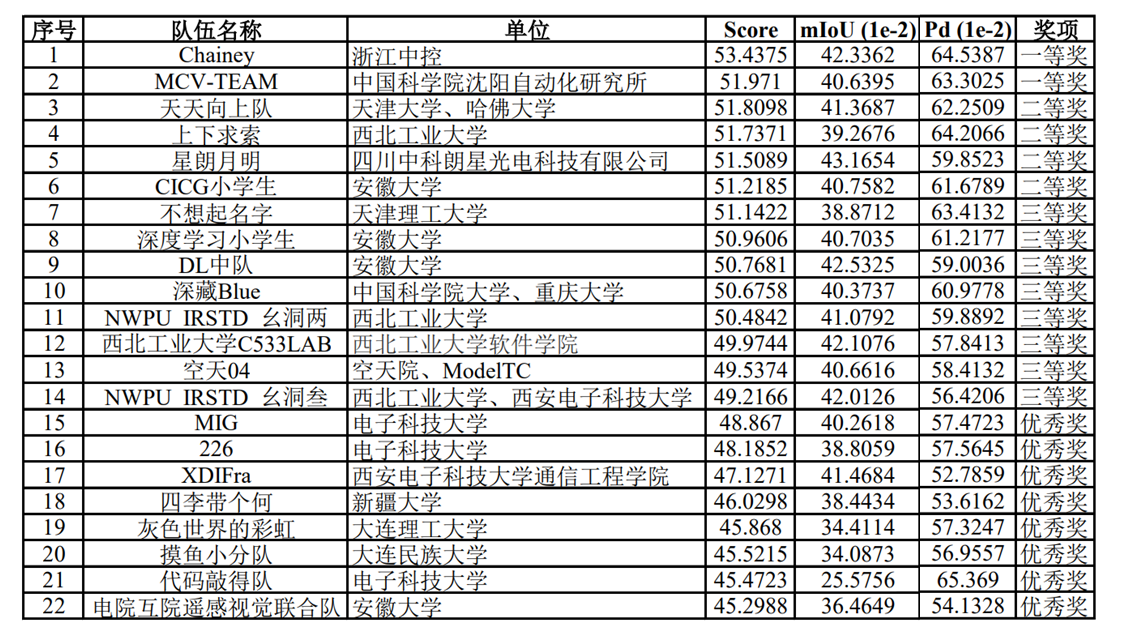 序号 队伍名称 单位 Score mIoU (1e-2) Pd (1e-2) 奖项
1 Chainey 浙江中控 53.4375 42.3362 64.5387 一等奖
2 MCV-TEAM 中国科学院沈阳自动化研究所 51.971 40.6395 63.3025 一等奖
3 天天向上队 天津大学、哈佛大学 51.8098 41.3687 62.2509 二等奖
4 上下求索 西北工业大学 51.7371 39.2676 64.2066 二等奖
5 星朗月明 四川中科朗星光电科技有限公司 51.5089 43.1654 59.8523 二等奖
6 CICG小学生 安徽大学 51.2185 40.7582 61.6789 二等奖
7 不想起名字 天津理工大学 51.1422 38.8712 63.4132 三等奖
8 深度学习小学生 安徽大学 50.9606 40.7035 61.2177 三等奖
9 DL中队 安徽大学 50.7681 42.5325 59.0036 三等奖
10 深藏Blue 中国科学院大学、重庆大学 50.6758 40.3737 60.9778 三等奖
11 NWPU IRSTD 幺洞两 西北工业大学 50.4842 41.0792 59.8892 三等奖
12 西北工业大学C533LAB 西北工业大学软件学院 49.9744 42.1076 57.8413 三等奖
13 空天04 空天院、ModelTC 49.5374 40.6616 58.4132 三等奖
14 NWPU IRSTD 幺洞叁 西北工业大学、西安电子科技大学 49.2166 42.0126 56.4206 三等奖
15 MIG 电子科技大学 48.867 40.2618 57.4723 优秀奖
16 226 电子科技大学 48.1852 38.8059 57.5645 优秀奖
17 XDIFra 西安电子科技大学通信工程学院 47.1271 41.4684 52.7859 优秀奖
18 四李带个何 新疆大学 46.0298 38.4434 53.6162 优秀奖
19 灰色世界的彩虹 大连理工大学 45.868 34.4114 57.3247 优秀奖
20 摸鱼小分队 大连民族大学 45.5215 34.0873 56.9557 优秀奖
21 代码敲得队 电子科技大学 45.4723 25.5756 65.369 优秀奖
22 电院互院遥感视觉联合队 安徽大学 45.2988 36.4649 54.1328 优秀奖